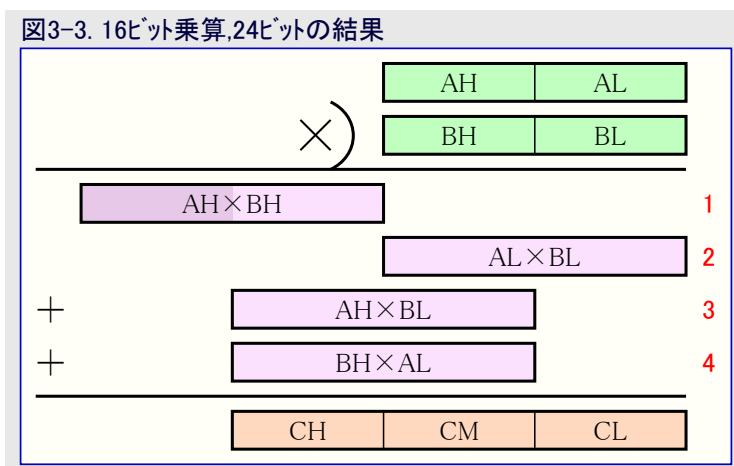 図3-3. 16ﾋﾞｯﾄ乗算,24ﾋﾞｯﾄの結果
AH AL
×) BH BL
AH×BH 1
AL×BL 2
+ AH×BL 3
+ BH×AL 4
CH CM CL